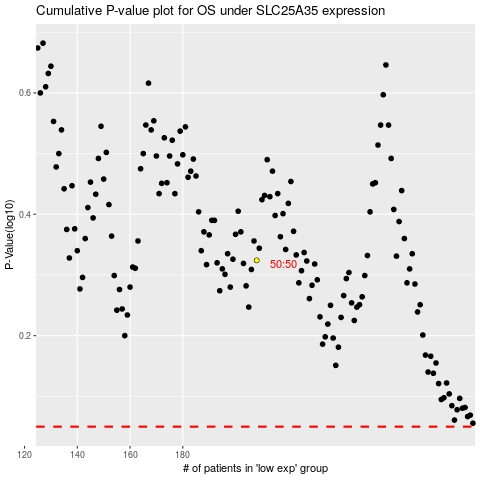 Cumulative P-value plot for OS under SLC25A35 expression
P-Value(log10)
0.6
0.4
0.2
50:50
120 140 160 180
# of patients in 'low exp' group